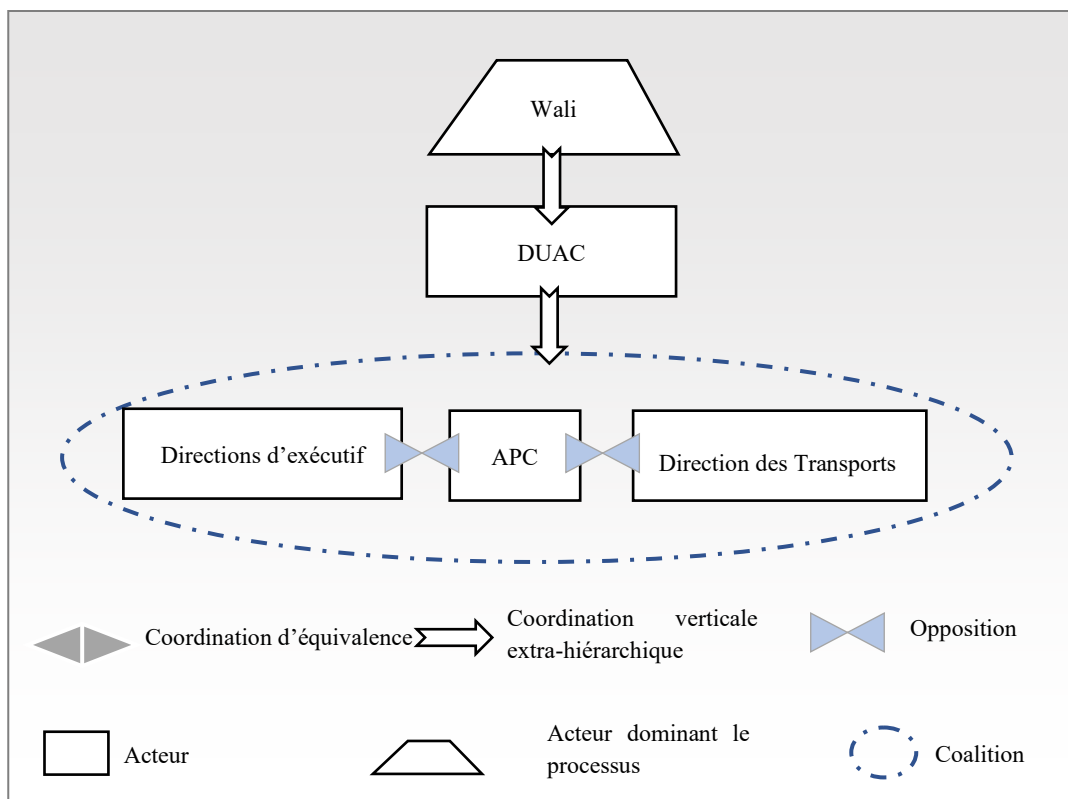 Wali
DUAC
Directions d’exécutif
APC
Direction des Transports
Coordination d’équivalence
Coordination verticale
extra-hiérarchique
Opposition
Acteur
Acteur dominant le
processus
Coalition